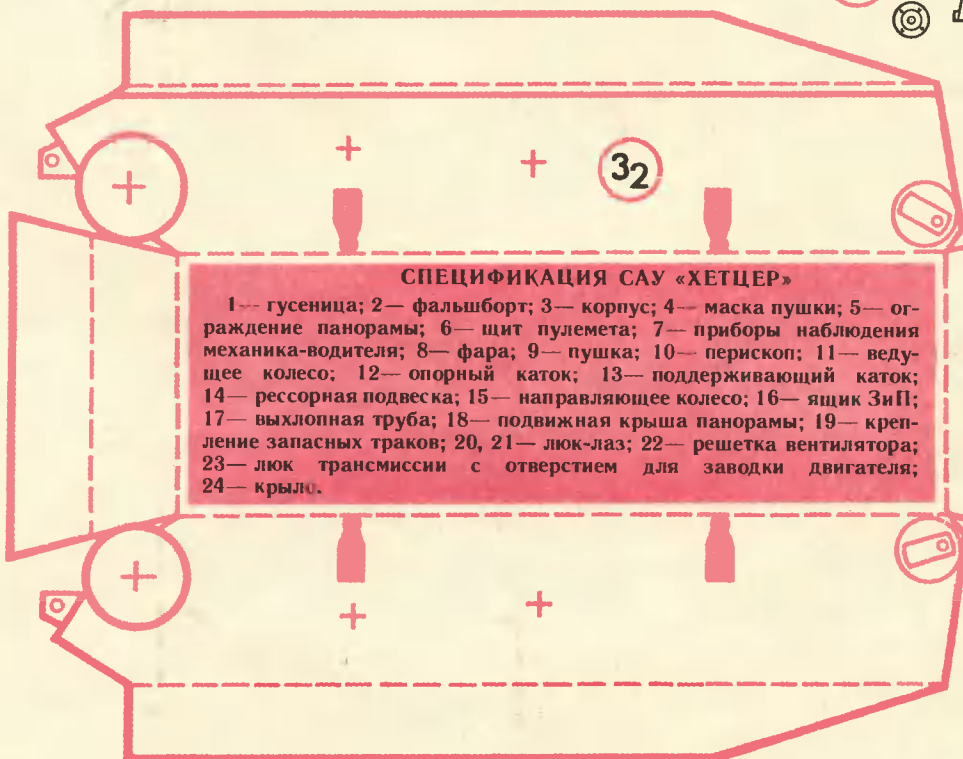 3₂
СПЕЦИФИКАЦИЯ САУ «ХЕТЦЕР»
1— гусеница; 2— фальшборт; 3— корпус; 4— маска пушки; 5— ог-
раждение панорамы; 6— щит пулемета; 7— приборы наблюдения
механика-водителя; 8— фара; 9— пушка; 10— перископ; 11— веду-
щее колесо; 12— опорный каток; 13— поддерживающий каток;
14— рессорная подвеска; 15— направляющее колесо; 16— ящик ЗиП;
17— выхлопная труба; 18— подвижная крыша панорамы; 19— креп-
ление запасных траков; 20, 21— люк-лаз; 22— решетка вентилятора;
23— люк трансмиссии с отверстием для заводки двигателя;
24— крыло.